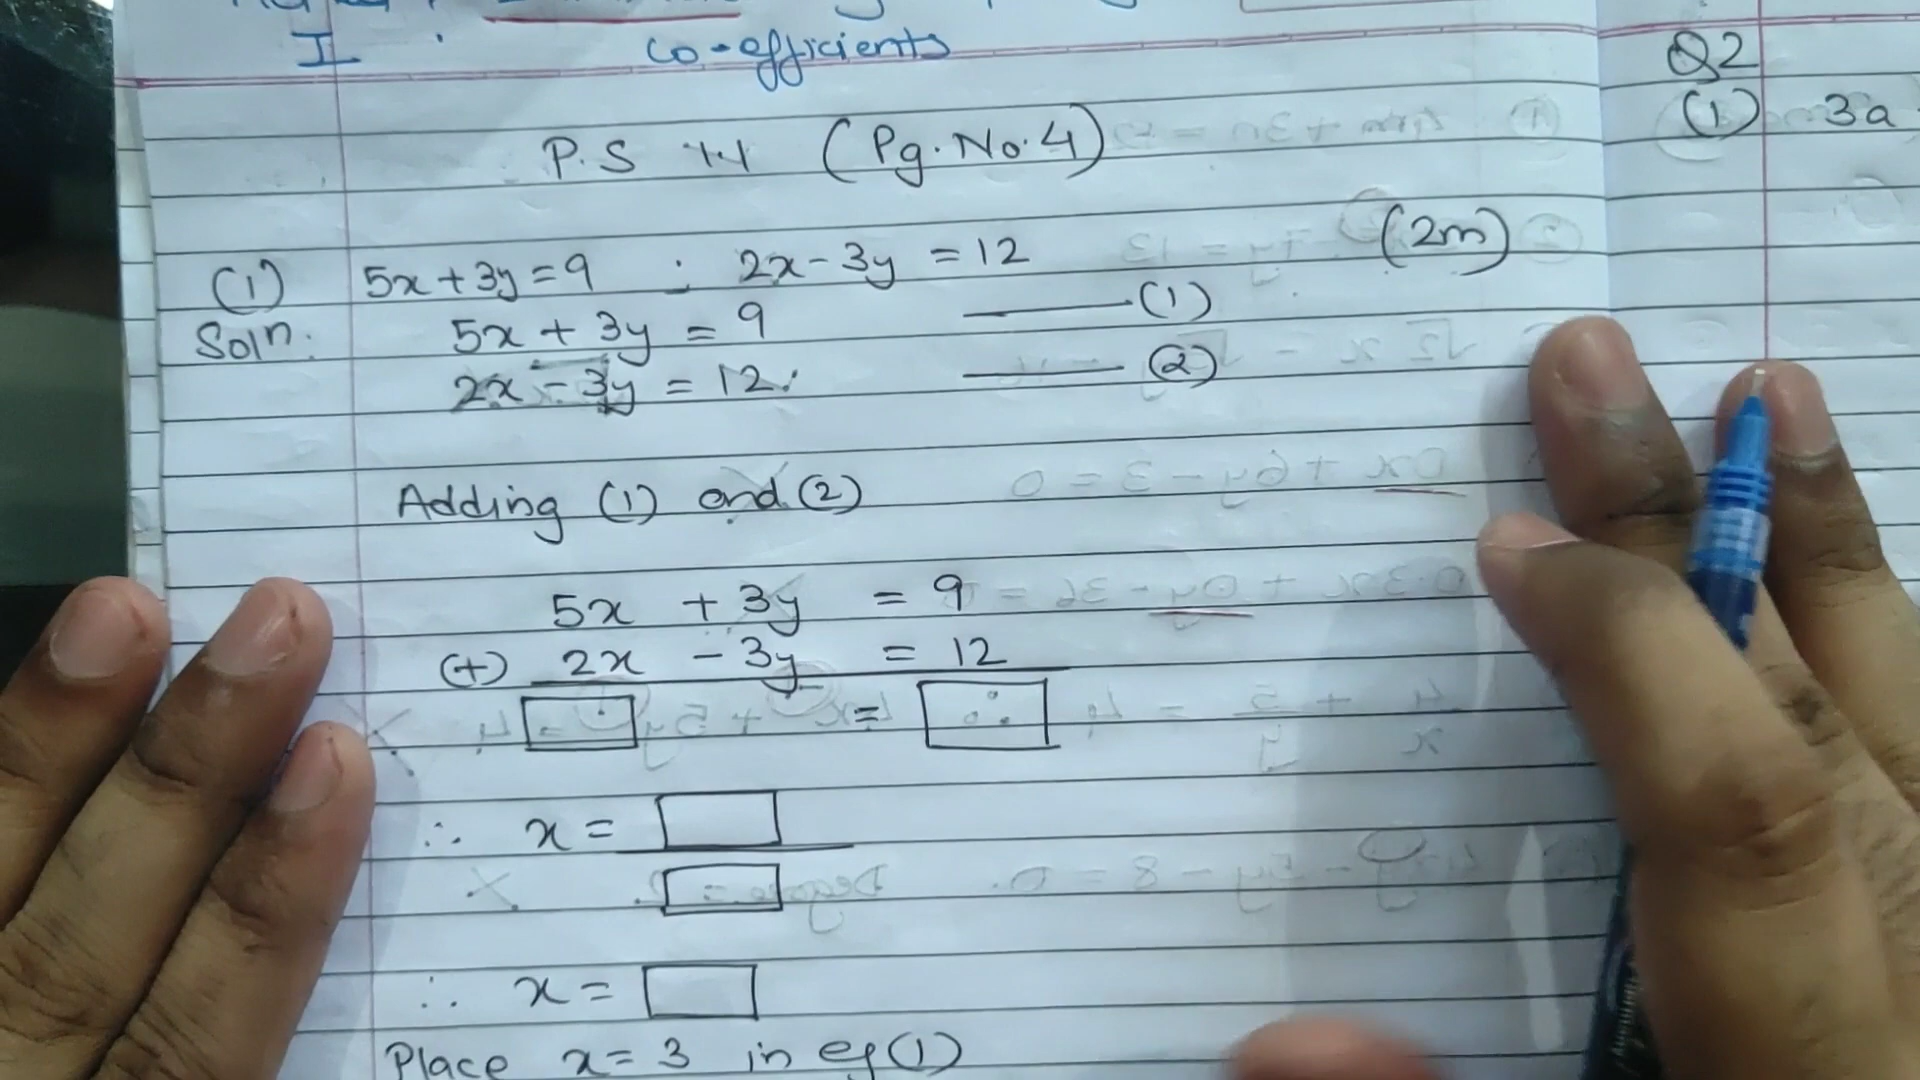 I co-efficients
P.S 1.1 (Pg. No. 4)
(1) 5x + 3y = 9 ; 2x - 3y = 12 (2m)
Soln. 5x + 3y = 9 —— (1)
2x - 3y = 12. —— (2)
Adding (1) and (2)
5x + 3y = 9
(+) 2x - 3y = 12
=
∴ x =
∴ x =
Place x = 3 in eq (1)
Q2
(1) 3a